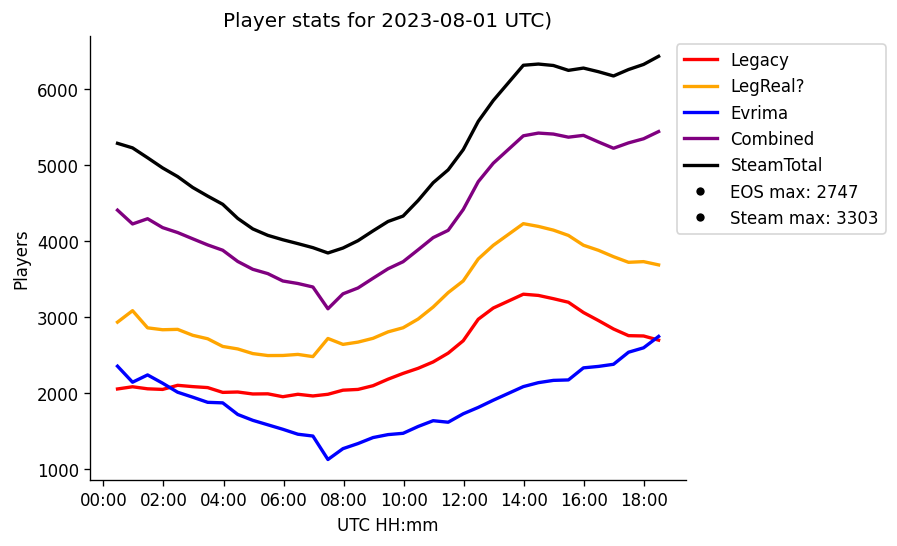 Player stats for 2023-08-01 UTC)
Legacy
LegReal?
Evrima
Combined
SteamTotal
EOS max: 2747
Steam max: 3303
Players
6000
5000
4000
3000
2000
1000
00:00 02:00 04:00 06:00 08:00 10:00 12:00 14:00 16:00 18:00
UTC HH:mm